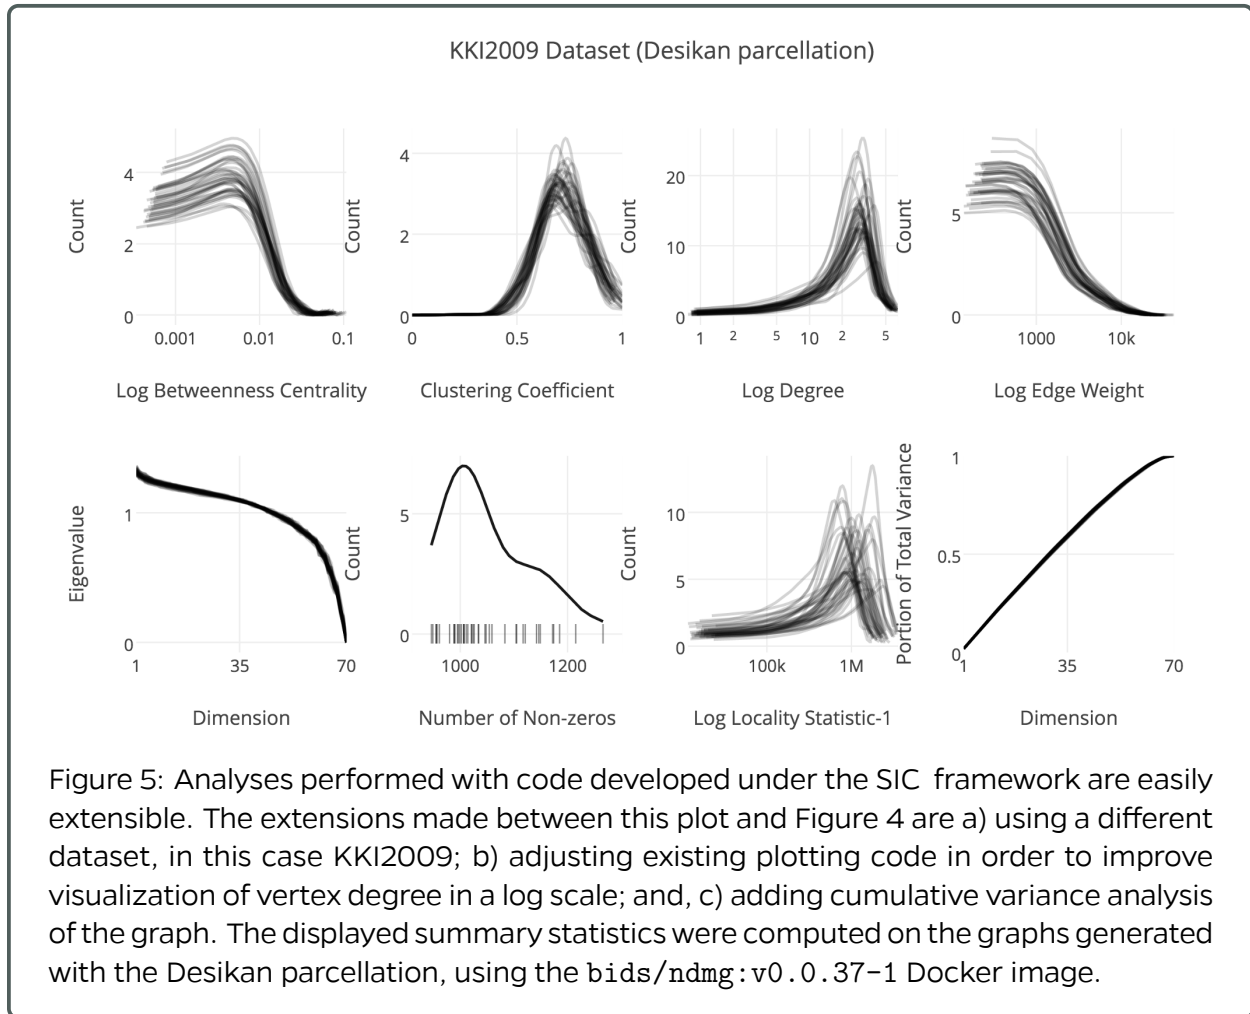 KKI2009 Dataset (Desikan parcellation)
Count
4
2
0
0.001
0.01
0.1
Log Betweenness Centrality
Count
4
2
0
0
0.5
1
Clustering Coefficient
Count
20
10
0
1
2
5
10
2
5
Log Degree
Count
5
0
1000
10k
Log Edge Weight
Eigenvalue
1
0
1
35
70
Dimension
Count
5
0
1000
1200
Number of Non-zeros
Count
10
5
0
100k
1M
Log Locality Statistic-1
Portion of Total Variance
1
0.5
0
1
35
70
Dimension
Figure 5: Analyses performed with code developed under the SIC framework are easily
extensible. The extensions made between this plot and Figure 4 are a) using a different
dataset, in this case KKI2009; b) adjusting existing plotting code in order to improve
visualization of vertex degree in a log scale; and, c) adding cumulative variance analysis
of the graph. The displayed summary statistics were computed on the graphs generated
with the Desikan parcellation, using the bids/ndmg:v0.0.37-1 Docker image.